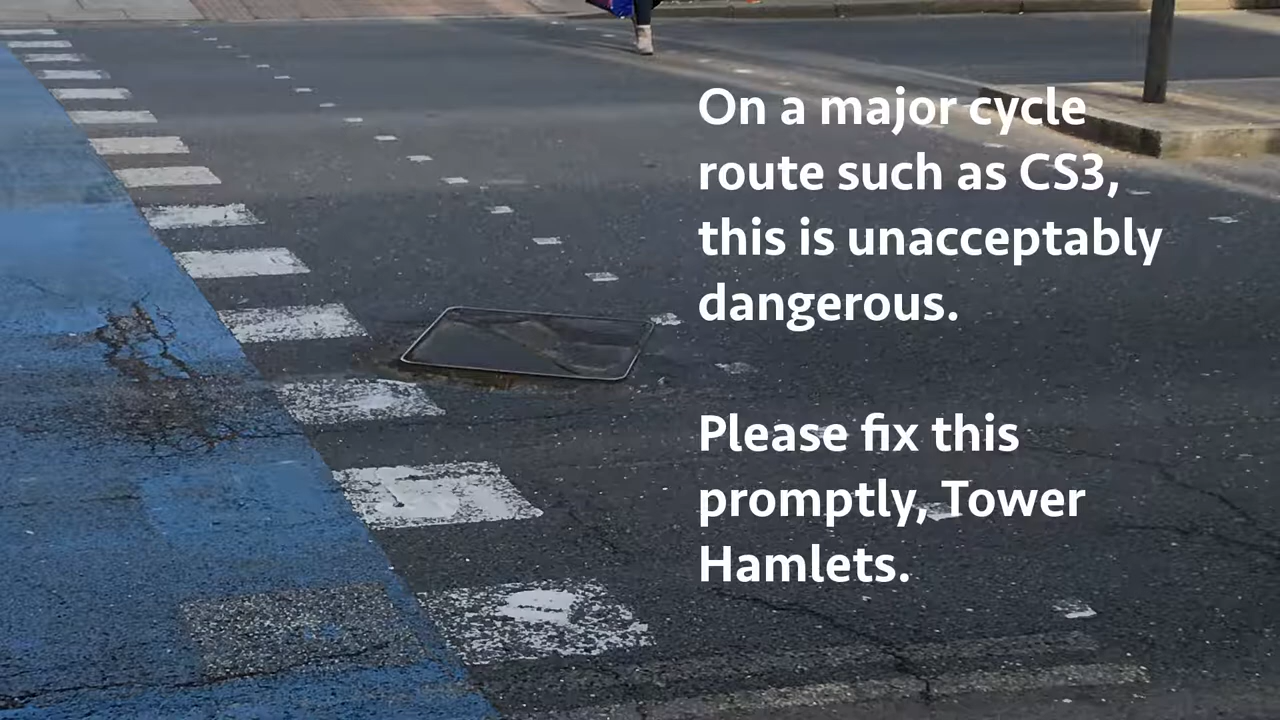 On a major cycle
route such as CS3,
this is unacceptably
dangerous.
Please fix this
promptly, Tower
Hamlets.